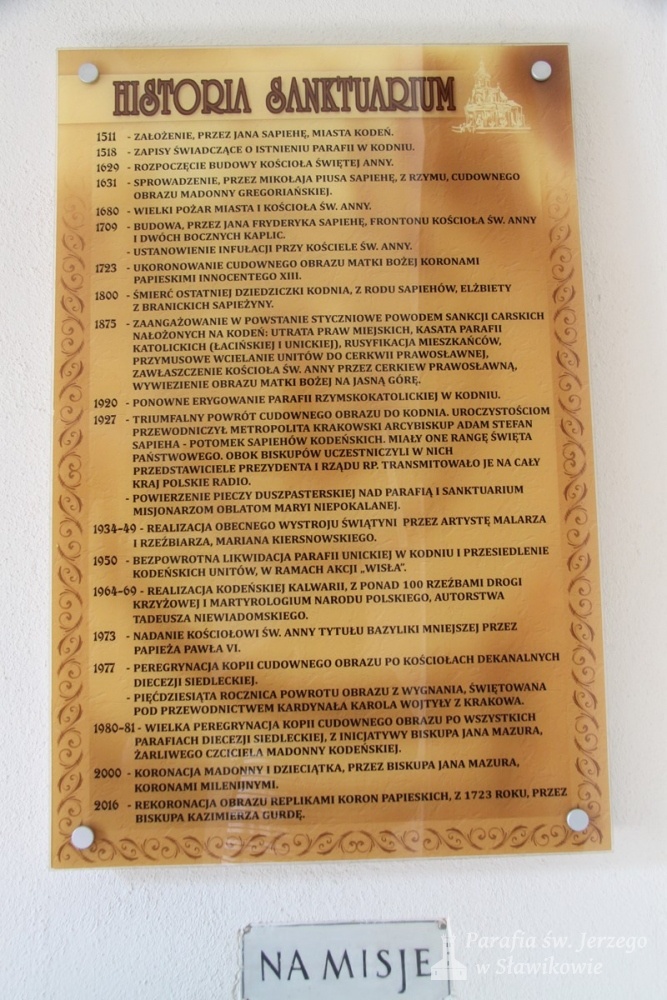 HISTORIA SANKTUARIUM
1511 - ZAŁOŻENIE, PRZEZ JANA SAPIEHĘ, MIASTA KODEŃ.
1518 - ZAPISY ŚWIADCZĄCE O ISTNIENIU PARAFII W KODNIU.
1629 - ROZPOCZĘCIE BUDOWY KOŚCIOŁA ŚWIĘTEJ ANNY.
1631 - SPROWADZENIE, PRZEZ MIKOŁAJA PIUSA SAPIEHĘ, Z RZYMU, CUDOWNEGO
OBRAZU MADONNY GREGORIAŃSKIEJ.
1680 - WIELKI POŻAR MIASTA I KOŚCIOŁA ŚW. ANNY.
1709 - BUDOWA, PRZEZ JANA FRYDERYKA SAPIEHĘ, FRONTONU KOŚCIOŁA ŚW. ANNY
I DWÓCH BOCZNYCH KAPLIC.
- USTANOWIENIE INFUŁACJI PRZY KOŚCIELE ŚW. ANNY.
1723 - UKORONOWANIE CUDOWNEGO OBRAZU MATKI BOŻEJ KORONAMI
PAPIESKIMI INNOCENTEGO XIII.
1800 - ŚMIERĆ OSTATNIEJ DZIEDZICZKI KODNIA, Z RODU SAPIEHÓW, ELŻBIETY
Z BRANICKICH SAPIEŻYNY.
1875 - ZAANGAŻOWANIE W POWSTANIE STYCZNIOWE POWODEM SANKCJI CARSKICH
NAŁOŻONYCH NA KODEŃ: UTRATA PRAW MIEJSKICH, KASATA PARAFII
KATOLICKICH (ŁACIŃSKIEJ I UNICKIEJ), RUSYFIKACJA MIESZKAŃCÓW,
PRZYMUSOWE WCIELANIE UNITÓW DO CERKWII PRAWOSŁAWNEJ,
ZAWŁASZCZENIE KOŚCIOŁA ŚW. ANNY PRZEZ CERKIEW PRAWOSŁAWNĄ,
WYWIEZIENIE OBRAZU MATKI BOŻEJ NA JASNĄ GÓRĘ.
1920 - PONOWNE ERYGOWANIE PARAFII RZYMSKOKATOLICKIEJ W KODNIU.
1927 - TRIUMFALNY POWRÓT CUDOWNEGO OBRAZU DO KODNIA. UROCZYSTOŚCIOM
PRZEWODNICZYŁ METROPOLITA KRAKOWSKI ARCYBISKUP ADAM STEFAN
SAPIEHA - POTOMEK SAPIEHÓW KODEŃSKICH. MIAŁY ONE RANGĘ ŚWIĘTA
PAŃSTWOWEGO. OBOK BISKUPÓW UCZESTNICZYLI W NICH
PRZEDSTAWICIELE PREZYDENTA I RZĄDU RP. TRANSMITOWAŁO JE NA CAŁY
KRAJ POLSKIE RADIO.
- POWIERZENIE PIECZY DUSZPASTERSKIEJ NAD PARAFIĄ I SANKTUARIUM
MISJONARZOM OBLATOM MARYI NIEPOKALANEJ.
1934-49 - REALIZACJA OBECNEGO WYSTROJU ŚWIĄTYNI PRZEZ ARTYSTĘ MALARZA
I RZEŹBIARZA, MARIANA KIERSNOWSKIEGO.
1950 - BEZPOWROTNA LIKWIDACJA PARAFII UNICKIEJ W KODNIU I PRZESIEDLENIE
KODEŃSKICH UNITÓW, W RAMACH AKCJI „WISŁA".
1964-69 - REALIZACJA KODEŃSKIEJ KALWARII, Z PONAD 100 RZEŹBAMI DROGI
KRZYŻOWEJ I MARTYROLOGIUM NARODU POLSKIEGO, AUTORSTWA
TADEUSZA NIEWIADOMSKIEGO.
1973 - NADANIE KOŚCIOŁOWI ŚW. ANNY TYTUŁU BAZYLIKI MNIEJSZEJ PRZEZ
PAPIEŻA PAWŁA VI.
1977 - PEREGRYNACJA KOPII CUDOWNEGO OBRAZU PO KOŚCIOŁACH DEKANALNYCH
DIECEZJI SIEDLECKIEJ.
- PIĘĆDZIESIĄTA ROCZNICA POWROTU OBRAZU Z WYGNANIA, ŚWIĘTOWANA
POD PRZEWODNICTWEM KARDYNAŁA KAROLA WOJTYŁY Z KRAKOWA.
1980-81 - WIELKA PEREGRYNACJA KOPII CUDOWNEGO OBRAZU PO WSZYSTKICH
PARAFIACH DIECEZJI SIEDLECKIEJ, Z INICJATYWY BISKUPA JANA MAZURA,
ŻARLIWEGO CZCICIELA MADONNY KODEŃSKIEJ.
2000 - KORONACJA MADONNY I DZIECIĄTKA, PRZEZ BISKUPA JANA MAZURA,
KORONAMI MILENIJNYMI.
2016 - REKORONACJA OBRAZU REPLIKAMI KORON PAPIESKICH, Z 1723 ROKU, PRZEZ
BISKUPA KAZIMIERZA GURDĘ.
NA MISJE
Parafia św. Jerzego
w Sławikowie